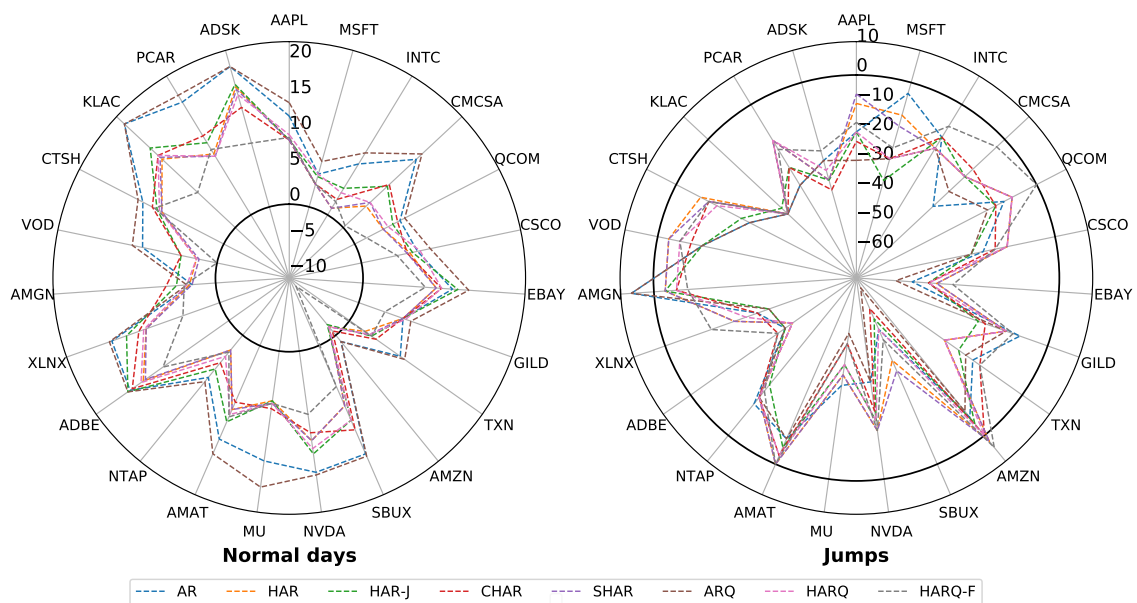 AAPL
MSFT
INTC
CMCSA
QCOM
CSCO
EBAY
GILD
TXN
AMZN
SBUX
NVDA
MU
AMAT
NTAP
ADBE
XLNX
AMGN
VOD
CTSH
KLAC
PCAR
ADSK
20
15
10
5
0
−5
−10
Normal days
AAPL
MSFT
INTC
CMCSA
QCOM
CSCO
EBAY
GILD
TXN
AMZN
SBUX
NVDA
MU
AMAT
NTAP
ADBE
XLNX
AMGN
VOD
CTSH
KLAC
PCAR
ADSK
10
0
−10
−20
−30
−40
−50
−60
Jumps
AR HAR HAR-J CHAR SHAR ARQ HARQ HARQ-F